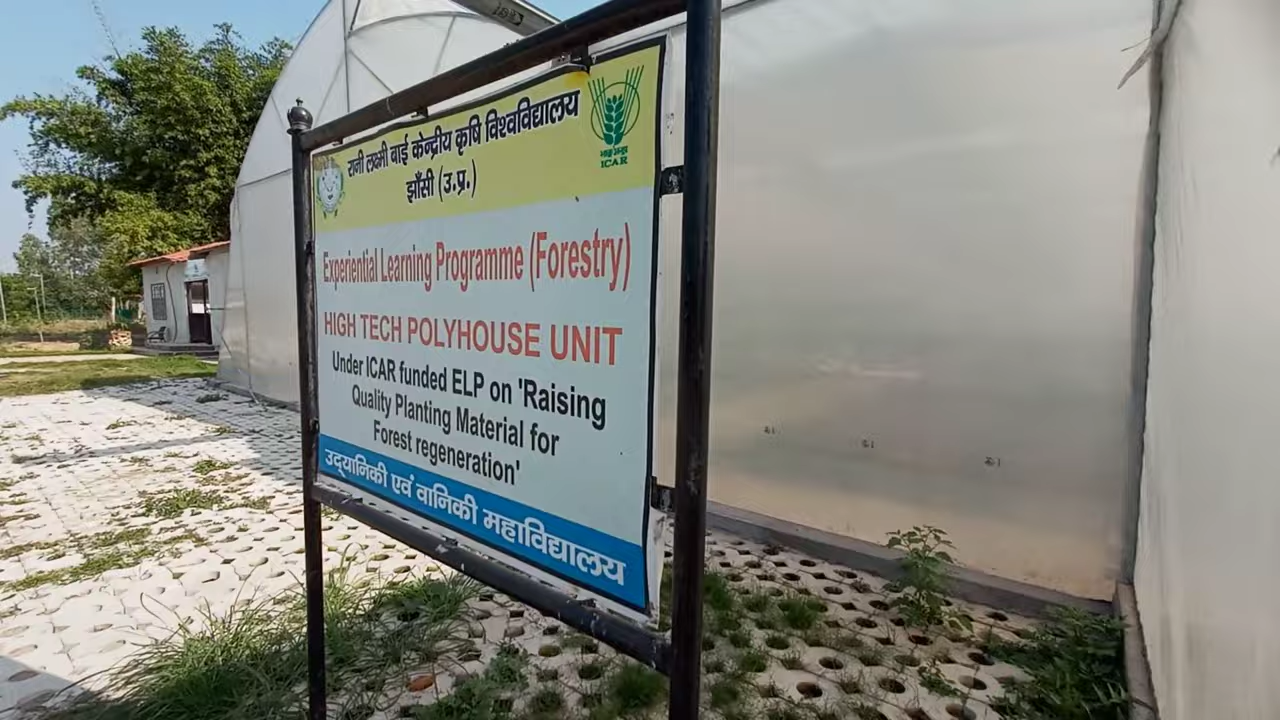 रानी लक्ष्मी बाई केन्द्रीय कृषि विश्वविद्यालय
झाँसी (उ.प्र.)
ICAR
Experiential Learning Programme (Forestry)
HIGH TECH POLYHOUSE UNIT
Under ICAR funded ELP on 'Raising
Quality Planting Material for
Forest regeneration'
उद्यानिकी एवं वानिकी महाविद्यालय